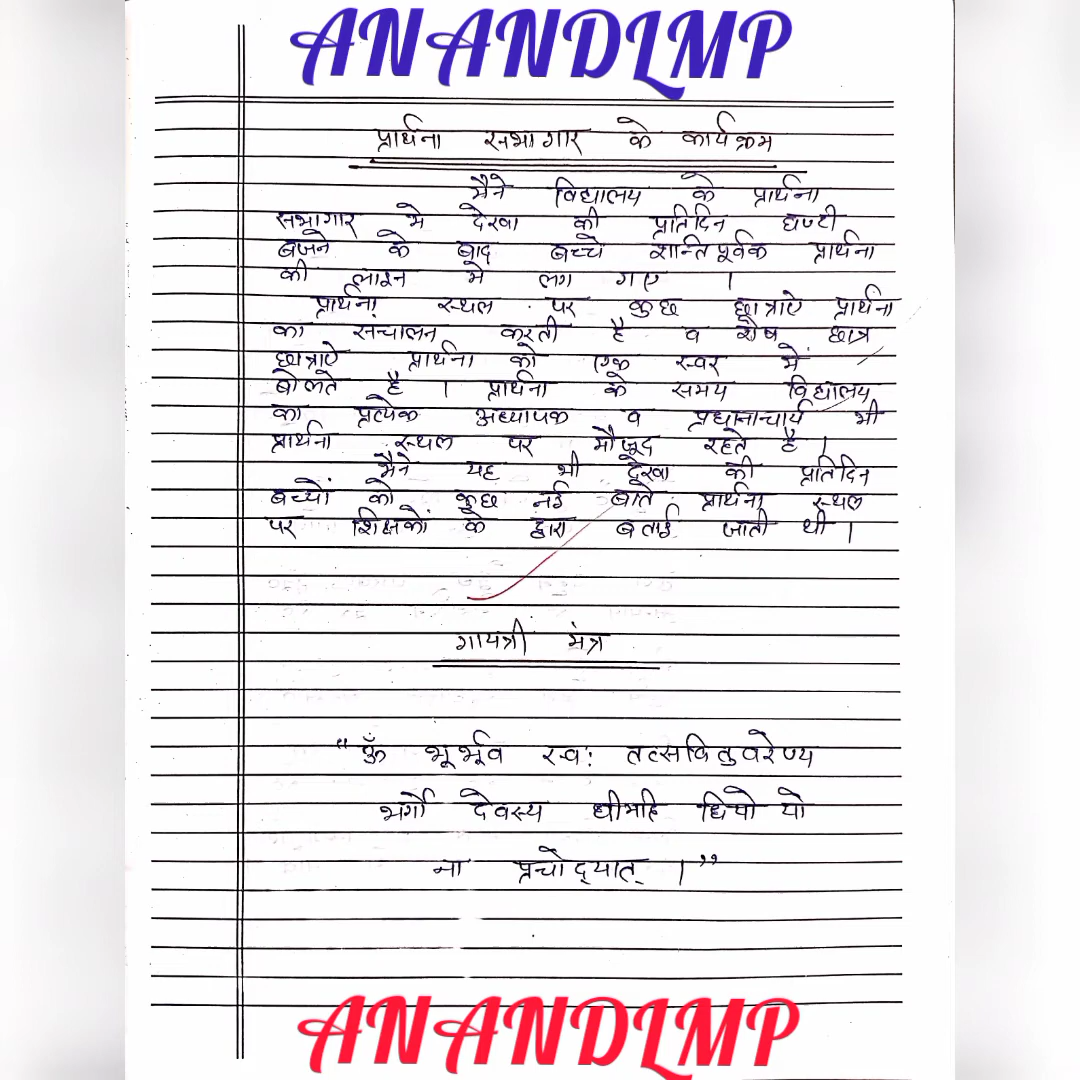 ANANDLMP
प्रार्थना सभागार के कार्यक्रम
मैने विद्यालय के प्रार्थना
सभागार मे देखा की प्रतिदिन घण्टी
बजने के बाद बच्चे शान्तिपूर्वक प्रार्थना
की लाइन मे लग गए ।
प्रार्थना स्थल पर कुछ छात्राऐ प्रार्थना
का सन्चालन करती है व शेष छात्र
छात्राऐ प्रार्थना को एक स्वर में
बोलते है । प्रार्थना के समय विद्यालय
का प्रत्येक अध्यापक व प्रधानाचार्य भी
प्रार्थना स्थल पर मौजूद रहते है ।
मैने यह भी देखा की प्रतिदिन
बच्चों को कुछ नई बाते प्रार्थना स्थल
पर शिक्षकों के द्वारा बताई जाती थी ।
गायत्री मंत्र
“ ॐ भूर्भूव स्वः तत्सवितुवरेण्य
भर्गो देवस्य धीमहि धियो यो
ना प्रचोद्यात् ।”
ANANDLMP